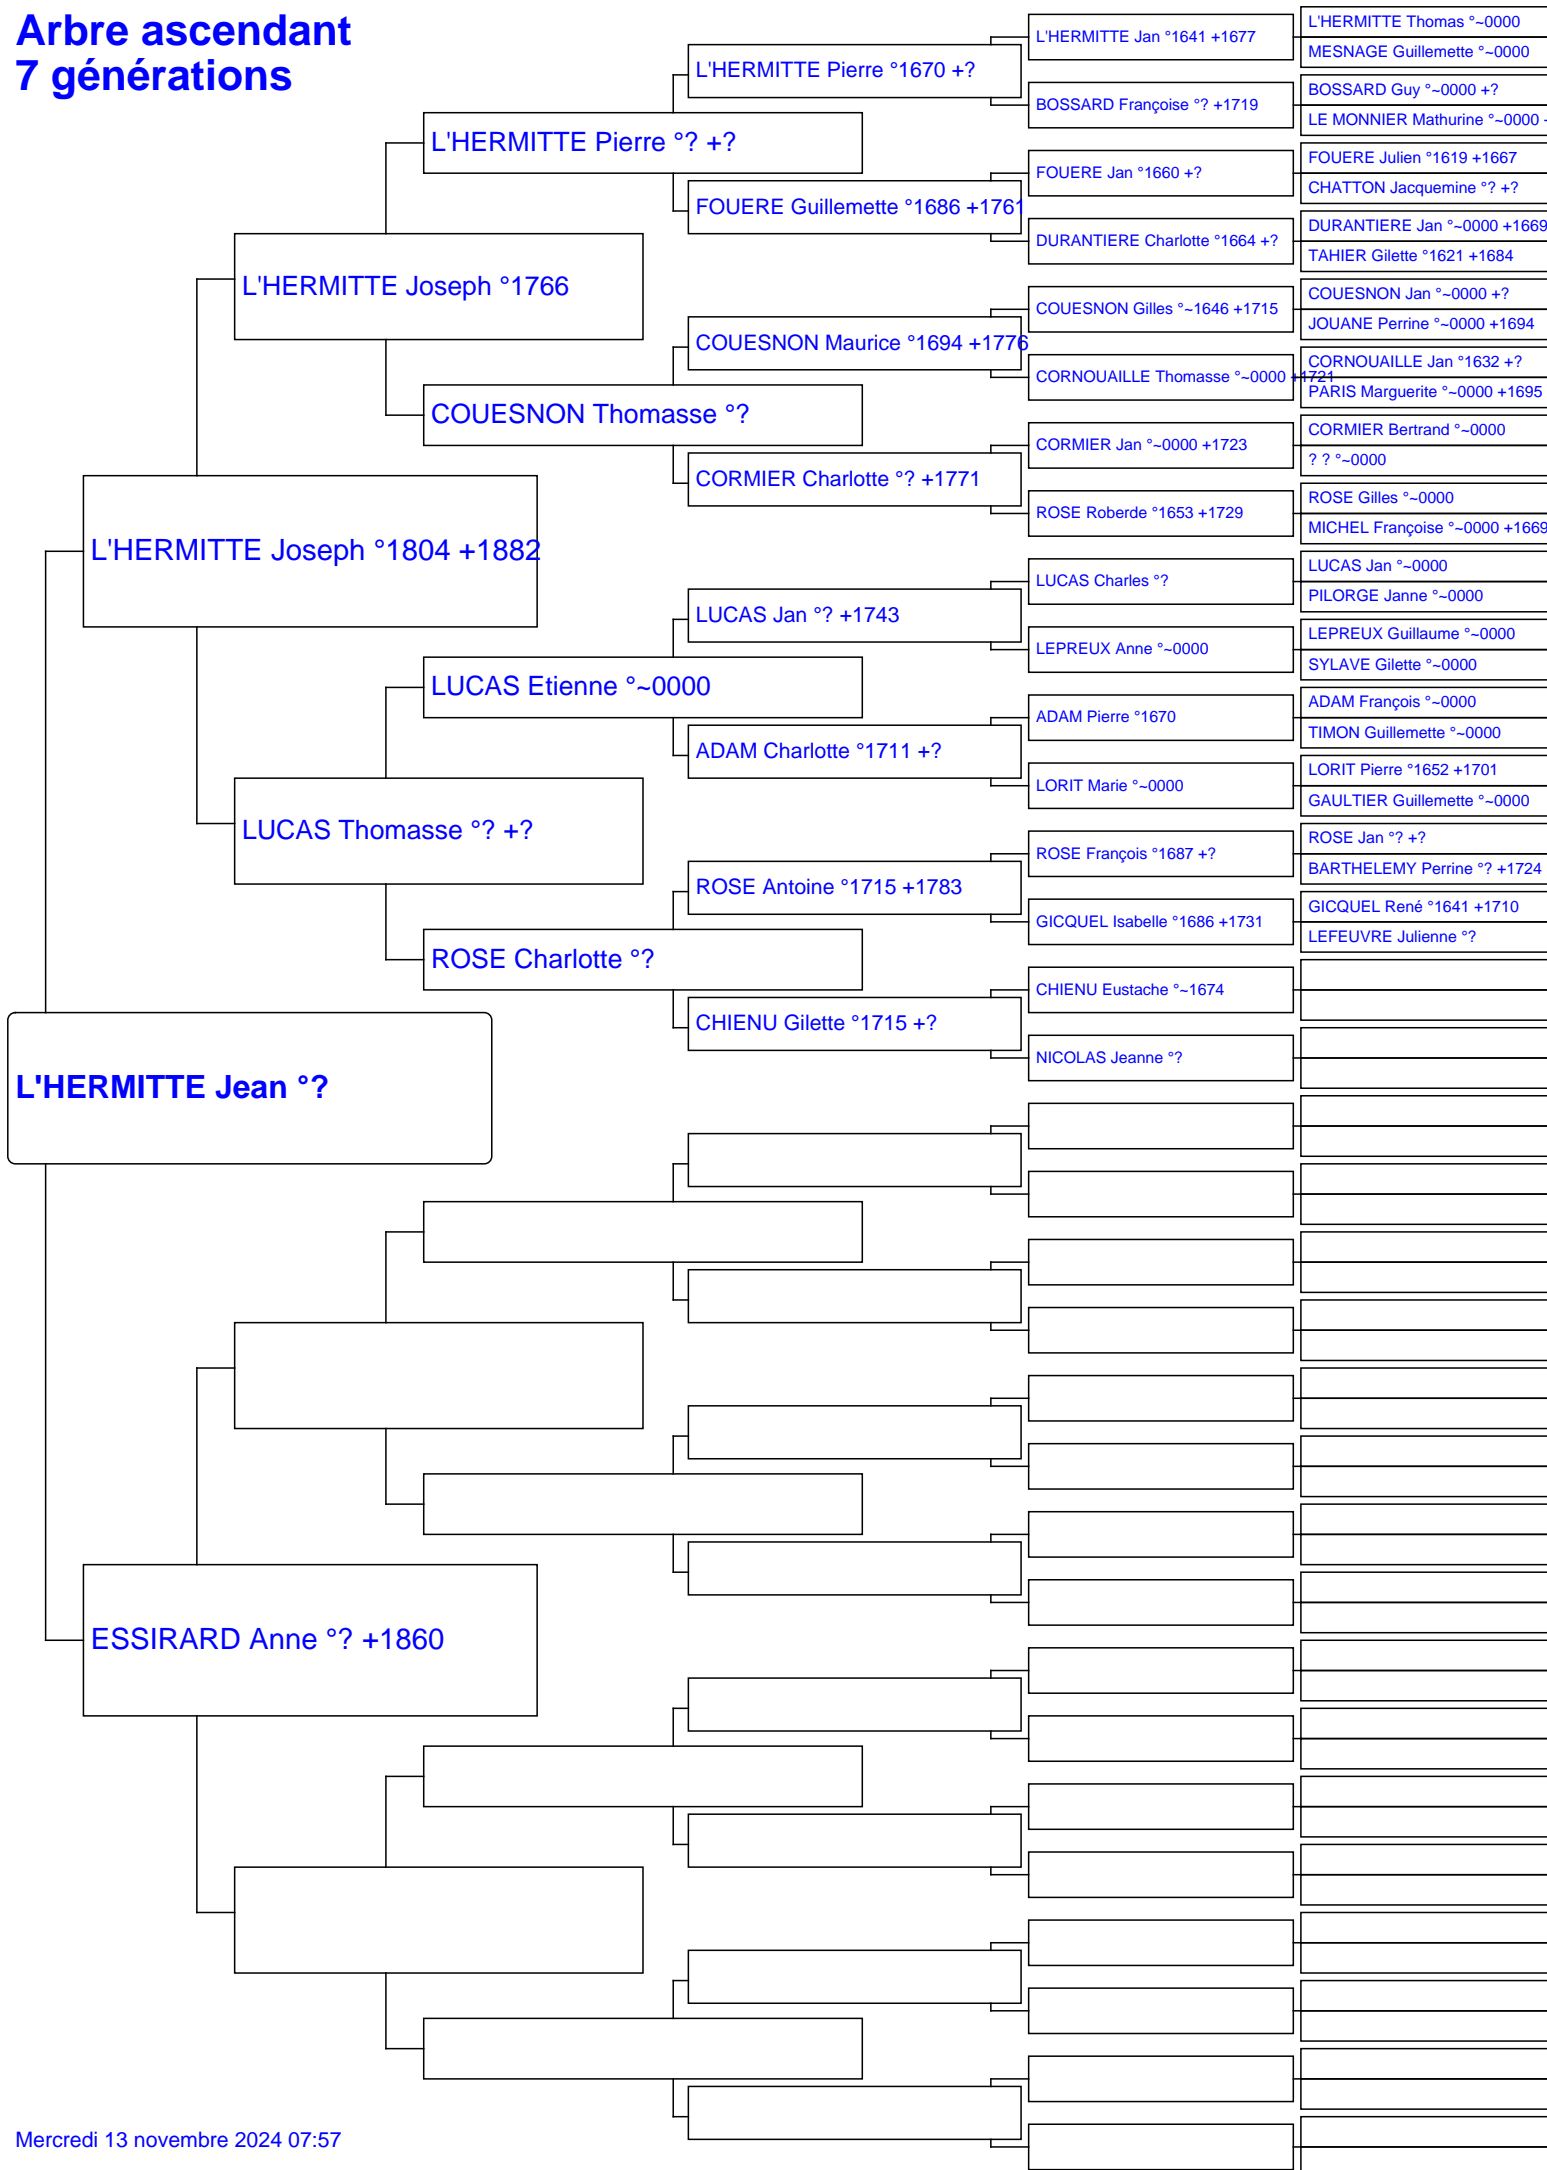 Arbre ascendant
7 générations
L'HERMITTE Jean °?
L'HERMITTE Joseph °1804 +1882
ESSIRARD Anne °? +1860
L'HERMITTE Joseph °1766
LUCAS Thomasse °? +?
L'HERMITTE Pierre °? +?
COUESNON Thomasse °?
LUCAS Etienne °~0000
ROSE Charlotte °?
L'HERMITTE Pierre °1670 +?
FOUERE Guillemette °1686 +1761
COUESNON Maurice °1694 +1776
CORMIER Charlotte °? +1771
LUCAS Jan °? +1743
ADAM Charlotte °1711 +?
ROSE Antoine °1715 +1783
CHIENU Gilette °1715 +?
L'HERMITTE Jan °1641 +1677
BOSSARD Françoise °? +1719
FOUERE Jan °1660 +?
DURANTIERE Charlotte °1664 +?
COUESNON Gilles °~1646 +1715
CORNOUAILLE Thomasse °~0000 +1721
CORMIER Jan °~0000 +1723
ROSE Roberde °1653 +1729
LUCAS Charles °?
LEPREUX Anne °~0000
ADAM Pierre °1670
LORIT Marie °~0000
ROSE François °1687 +?
GICQUEL Isabelle °1686 +1731
CHIENU Eustache °~1674
NICOLAS Jeanne °?
L'HERMITTE Thomas °~0000
MESNAGE Guillemette °~0000
BOSSARD Guy °~0000 +?
LE MONNIER Mathurine °~0000
FOUERE Julien °1619 +1667
CHATTON Jacquemine °? +?
DURANTIERE Jan °~0000 +1669
TAHIER Gilette °1621 +1684
COUESNON Jan °~0000 +?
JOUANE Perrine °~0000 +1694
CORNOUAILLE Jan °1632 +?
PARIS Marguerite °~0000 +1695
CORMIER Bertrand °~0000
? ? °~0000
ROSE Gilles °~0000
MICHEL Françoise °~0000 +1669
LUCAS Jan °~0000
PILORGE Janne °~0000
LEPREUX Guillaume °~0000
SYLAVE Gilette °~0000
ADAM François °~0000
TIMON Guillemette °~0000
LORIT Pierre °1652 +1701
GAULTIER Guillemette °~0000
ROSE Jan °? +?
BARTHELEMY Perrine °? +1724
GICQUEL René °1641 +1710
LEFEUVRE Julienne °?
Mercredi 13 novembre 2024 07:57